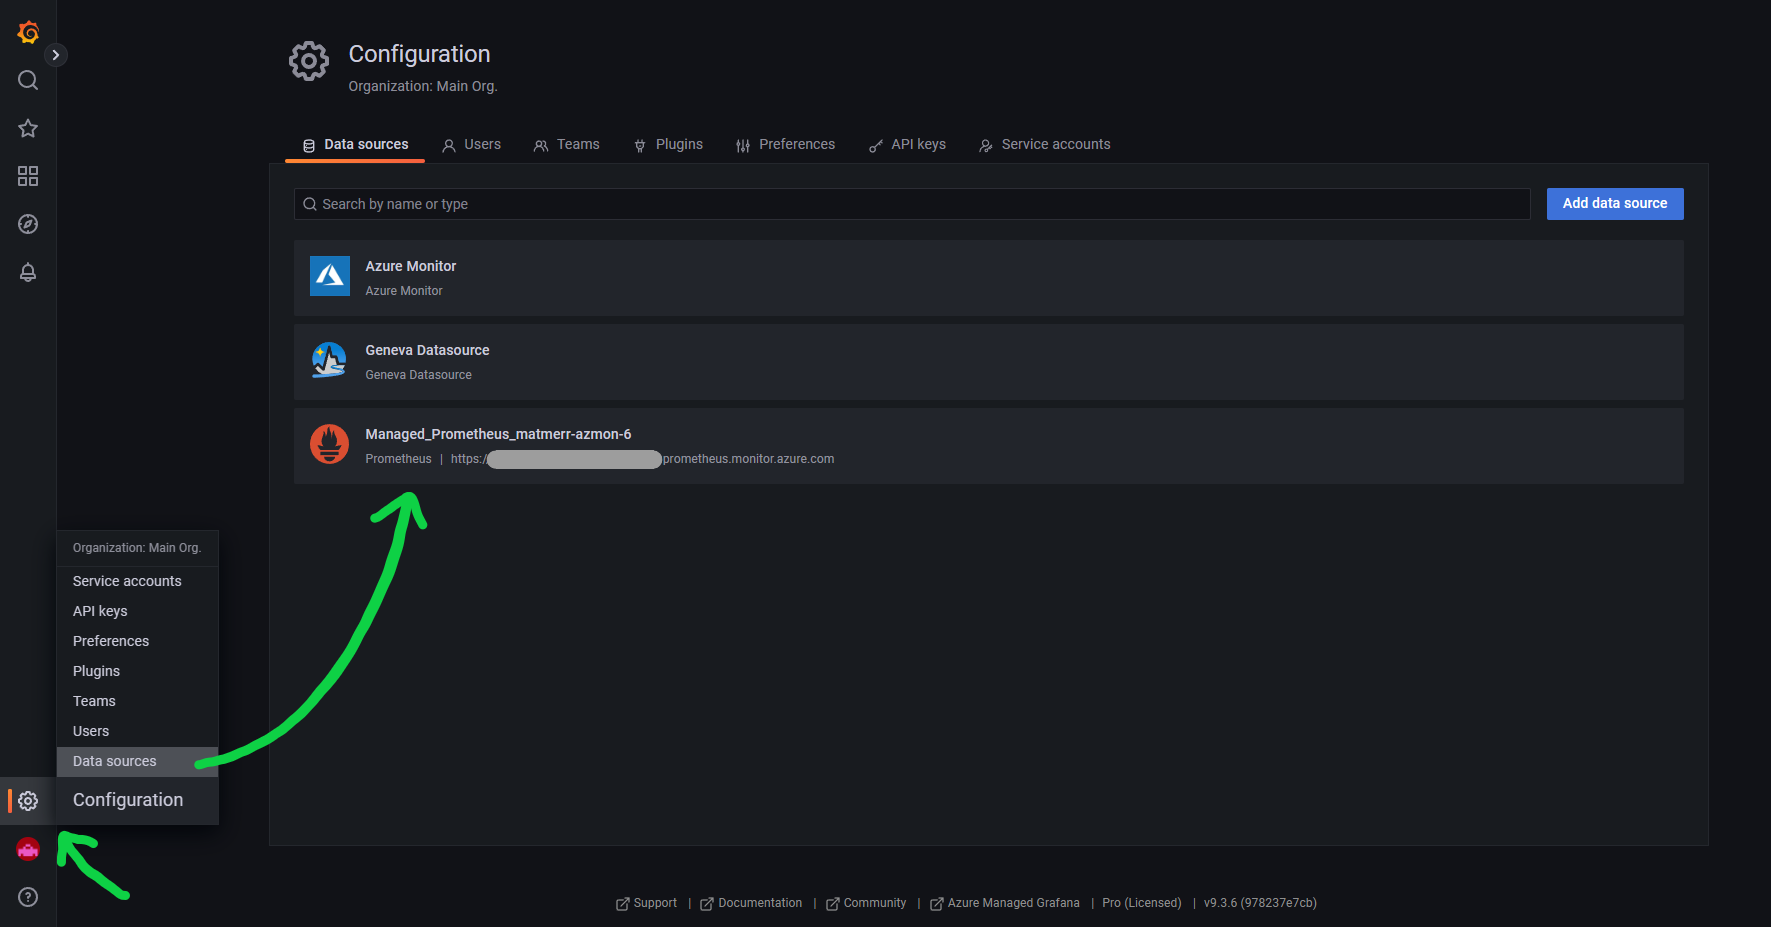 Configuration
Organization: Main Org.
Data sources
Users
Teams
Plugins
Preferences
API keys
Service accounts
Search by name or type
Add data source
Azure Monitor
Azure Monitor
Geneva Datasource
Geneva Datasource
Managed_Prometheus_matmerr-azmon-6
Prometheus | https:/ prometheus.monitor.azure.com
Organization: Main Org.
Service accounts
API keys
Preferences
Plugins
Teams
Users
Data sources
Configuration
Support | Documentation | Community | Azure Managed Grafana | Pro (Licensed) | v9.3.6 (978237e7cb)